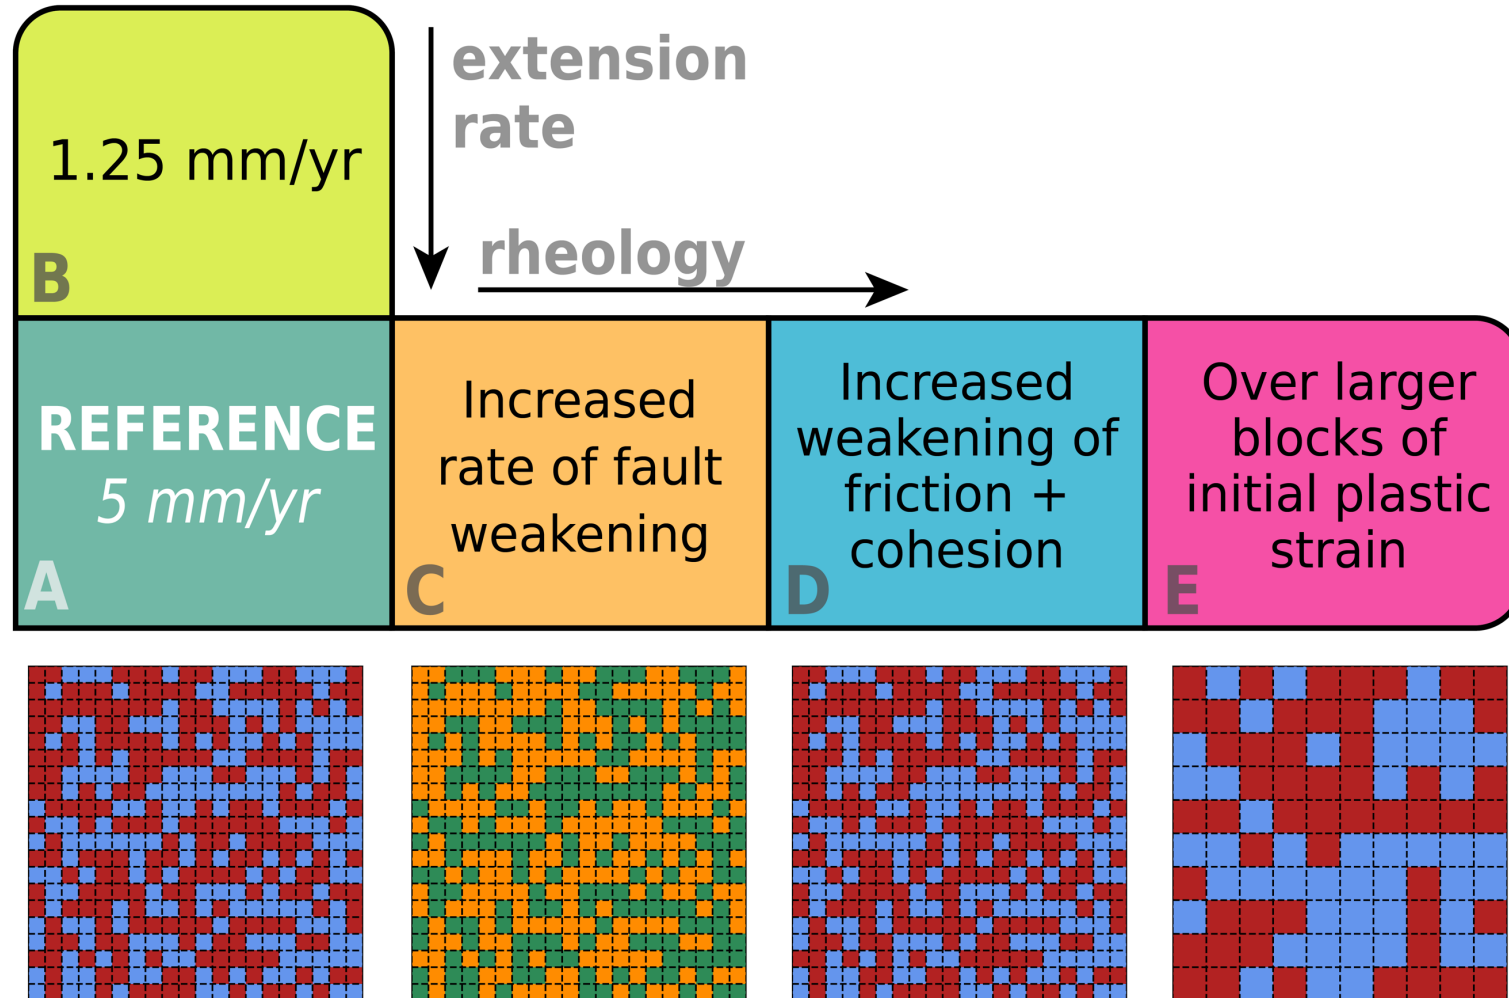 1.25 mm/yr
B
extension
rate
rheology
REFERENCE
5 mm/yr
A
Increased
rate of fault
weakening
C
Increased
weakening of
friction +
cohesion
D
Over larger
blocks of
initial plastic
strain
E